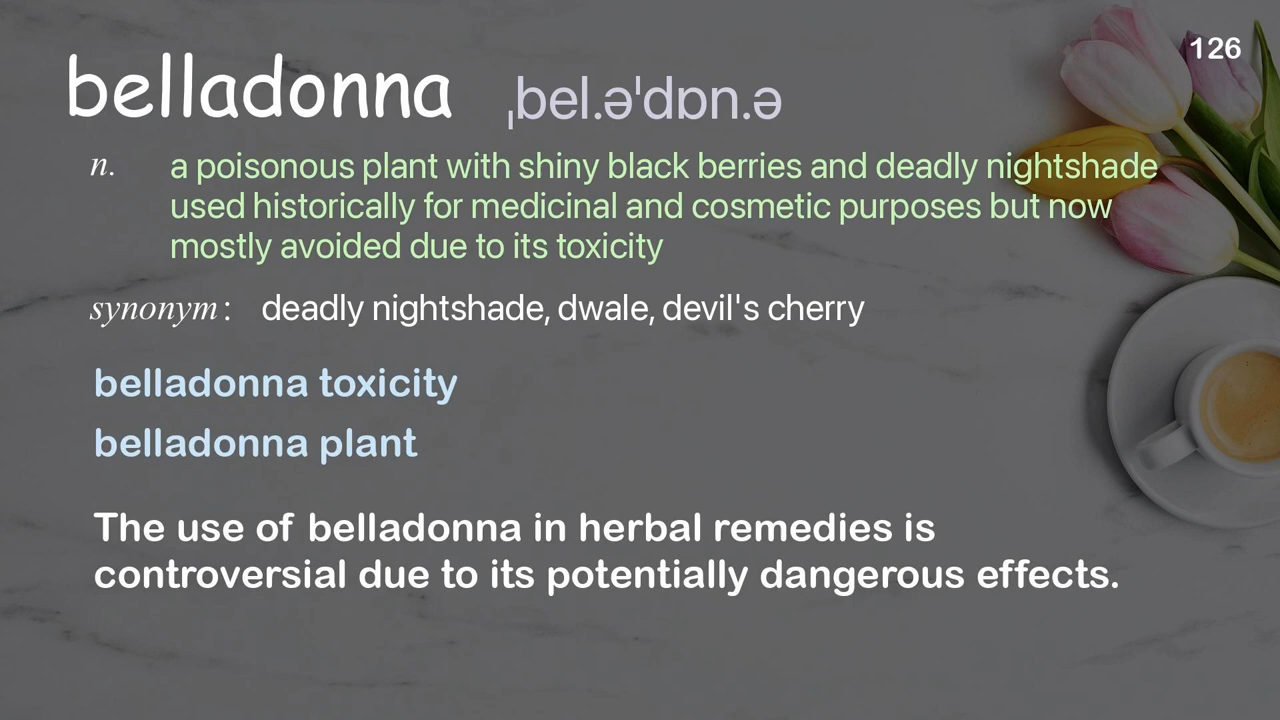 126
belladonna ˌbel.əˈdɒn.ə
n. a poisonous plant with shiny black berries and deadly nightshade
used historically for medicinal and cosmetic purposes but now
mostly avoided due to its toxicity
synonym: deadly nightshade, dwale, devil's cherry
belladonna toxicity
belladonna plant
The use of belladonna in herbal remedies is
controversial due to its potentially dangerous effects.